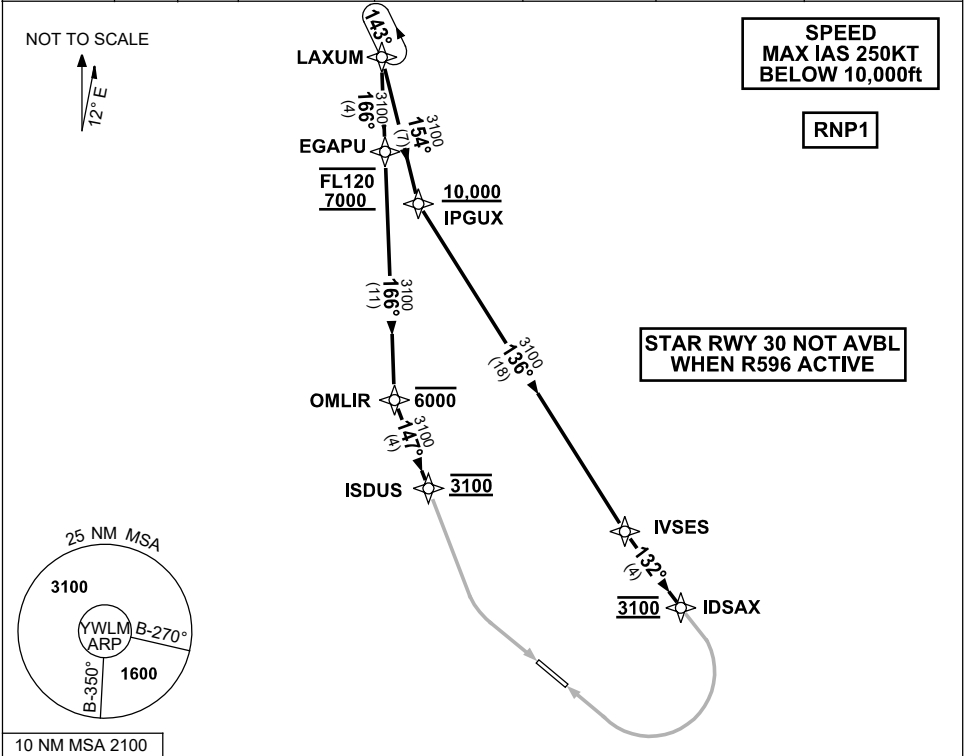 NOT TO SCALE
12° E
143°
LAXUM
SPEED
MAX IAS 250KT
BELOW 10,000ft
RNP1
3100
166°
(4)
3100
154°
(7)
EGAPU
FL120
7000
10,000
IPGUX
3100
166°
(11)
3100
136°
(18)
STAR RWY 30 NOT AVBL
WHEN R596 ACTIVE
OMLIR
6000
3100
147°
(4)
ISDUS
3100
IVSES
132°
(4)
3100
IDSAX
25 NM MSA
3100
YWLM
ARP
B-270°
B-350°
1600
10 NM MSA 2100